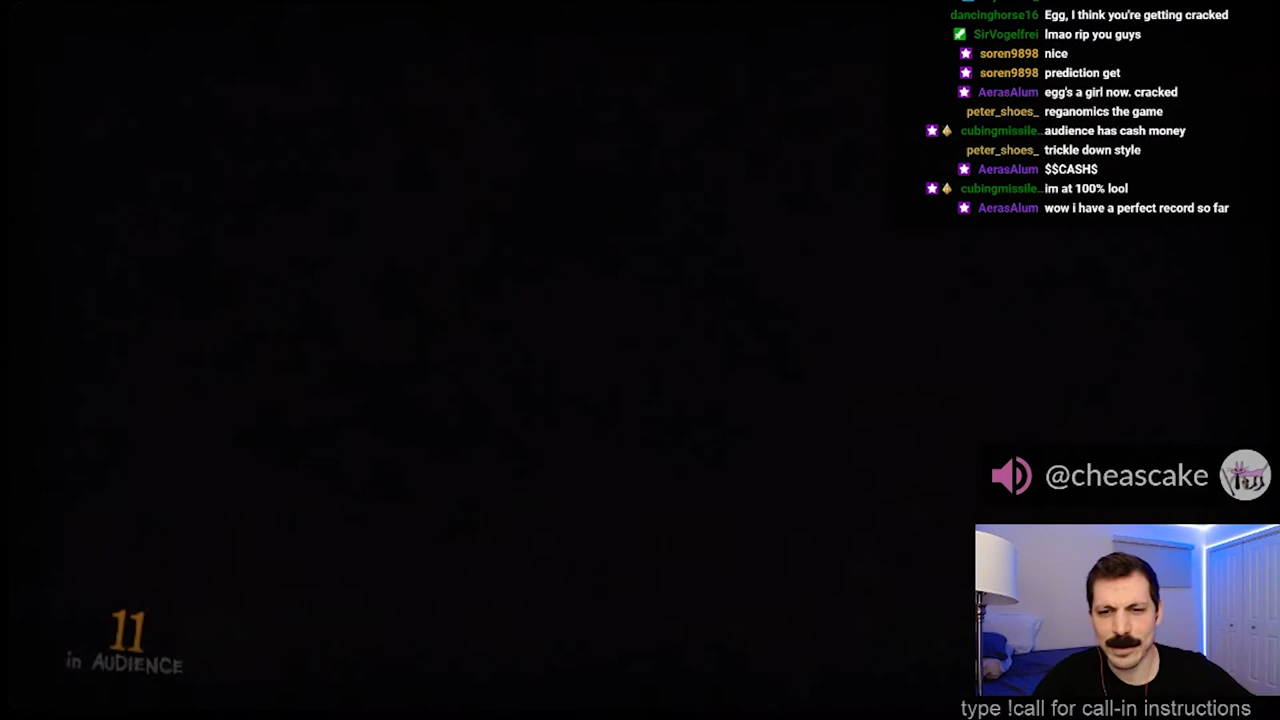 dancinghorse16 Egg, I think you're getting cracked
SirVogelfrei lmao rip you guys
soren9898 nice
soren9898 prediction get
AerasAlum egg's a girl now. cracked
peter_shoes_ reganomics the game
cubingmissile.. audience has cash money
peter_shoes_ trickle down style
AerasAlum $$CASH$
cubingmissile.. im at 100% lool
AerasAlum wow i have a perfect record so far
@cheascake
11
in AUDIENCE
type !call for call-in instructions